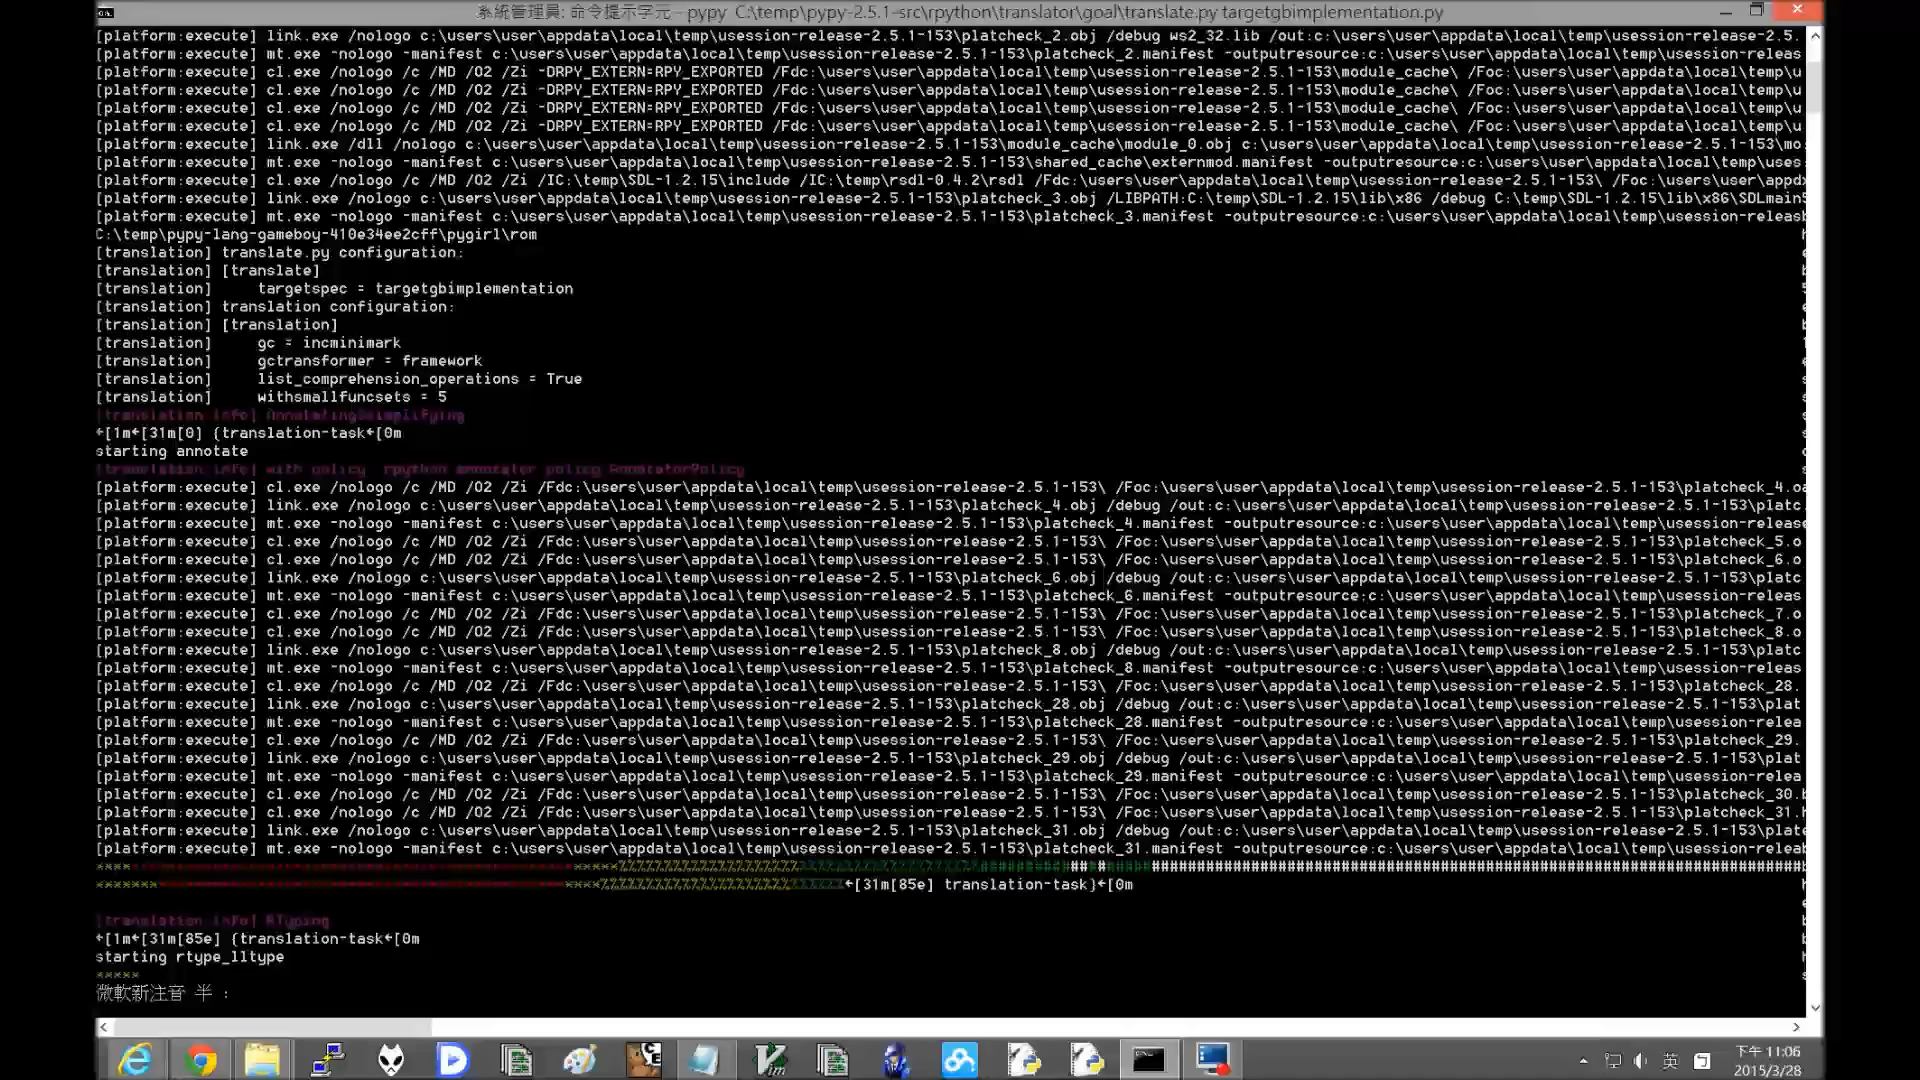 系統管理員: 命令提示字元 - pypy  C:\temp\pypy-2.5.1-src\rpython\translator\goal\translate.py targetgbimplementation.py
[platform:execute] link.exe /nologo c:\users\user\appdata\local\temp\usession-release-2.5.1-153\platcheck_2.obj /debug ws2_32.lib /out:c:\users\user\appdata\local\temp\usession-release-2.5.
[platform:execute] mt.exe -nologo -manifest c:\users\user\appdata\local\temp\usession-release-2.5.1-153\platcheck_2.manifest -outputresource:c:\users\user\appdata\local\temp\usession-releas
[platform:execute] cl.exe /nologo /c /MD /O2 /Zi -DRPY_EXTERN=RPY_EXPORTED /Fdc:\users\user\appdata\local\temp\usession-release-2.5.1-153\module_cache\ /Foc:\users\user\appdata\local\temp\u
[platform:execute] cl.exe /nologo /c /MD /O2 /Zi -DRPY_EXTERN=RPY_EXPORTED /Fdc:\users\user\appdata\local\temp\usession-release-2.5.1-153\module_cache\ /Foc:\users\user\appdata\local\temp\u
[platform:execute] cl.exe /nologo /c /MD /O2 /Zi -DRPY_EXTERN=RPY_EXPORTED /Fdc:\users\user\appdata\local\temp\usession-release-2.5.1-153\module_cache\ /Foc:\users\user\appdata\local\temp\u
[platform:execute] cl.exe /nologo /c /MD /O2 /Zi -DRPY_EXTERN=RPY_EXPORTED /Fdc:\users\user\appdata\local\temp\usession-release-2.5.1-153\module_cache\ /Foc:\users\user\appdata\local\temp\u
[platform:execute] link.exe /dll /nologo c:\users\user\appdata\local\temp\usession-release-2.5.1-153\module_cache\module_0.obj c:\users\user\appdata\local\temp\usession-release-2.5.1-153\mo
[platform:execute] mt.exe -nologo -manifest c:\users\user\appdata\local\temp\usession-release-2.5.1-153\shared_cache\externmod.manifest -outputresource:c:\users\user\appdata\local\temp\uses
[platform:execute] cl.exe /nologo /c /MD /O2 /Zi /IC:\temp\SDL-1.2.15\include /IC:\temp\rsdl-0.4.2\rsdl /Fdc:\users\user\appdata\local\temp\usession-release-2.5.1-153\ /Foc:\users\user\appd
[platform:execute] link.exe /nologo c:\users\user\appdata\local\temp\usession-release-2.5.1-153\platcheck_3.obj /LIBPATH:C:\temp\SDL-1.2.15\lib\x86 /debug C:\temp\SDL-1.2.15\lib\x86\SDLmain
[platform:execute] mt.exe -nologo -manifest c:\users\user\appdata\local\temp\usession-release-2.5.1-153\platcheck_3.manifest -outputresource:c:\users\user\appdata\local\temp\usession-releas
C:\temp\pypy-lang-gameboy-410e34ee2cff\pygirl\rom
[translation] translate.py configuration:
[translation] [translate]
[translation]     targetspec = targetgbimplementation
[translation] translation configuration:
[translation] [translation]
[translation]     gc = incminimark
[translation]     gctransformer = framework
[translation]     list_comprehension_operations = True
[translation]     withsmallfuncsets = 5
[translation:info] Annotating&simplifying
←[1m←[31m[0] {translation-task←[0m
starting annotate
[translation:info] with policy: rpython.annotator.policy.AnnotatorPolicy
[platform:execute] cl.exe /nologo /c /MD /O2 /Zi /Fdc:\users\user\appdata\local\temp\usession-release-2.5.1-153\ /Foc:\users\user\appdata\local\temp\usession-release-2.5.1-153\platcheck_4.o
[platform:execute] link.exe /nologo c:\users\user\appdata\local\temp\usession-release-2.5.1-153\platcheck_4.obj /debug /out:c:\users\user\appdata\local\temp\usession-release-2.5.1-153\platc
[platform:execute] mt.exe -nologo -manifest c:\users\user\appdata\local\temp\usession-release-2.5.1-153\platcheck_4.manifest -outputresource:c:\users\user\appdata\local\temp\usession-release
[platform:execute] cl.exe /nologo /c /MD /O2 /Zi /Fdc:\users\user\appdata\local\temp\usession-release-2.5.1-153\ /Foc:\users\user\appdata\local\temp\usession-release-2.5.1-153\platcheck_5.o
[platform:execute] cl.exe /nologo /c /MD /O2 /Zi /Fdc:\users\user\appdata\local\temp\usession-release-2.5.1-153\ /Foc:\users\user\appdata\local\temp\usession-release-2.5.1-153\platcheck_6.o
[platform:execute] link.exe /nologo c:\users\user\appdata\local\temp\usession-release-2.5.1-153\platcheck_6.obj /debug /out:c:\users\user\appdata\local\temp\usession-release-2.5.1-153\platc
[platform:execute] mt.exe -nologo -manifest c:\users\user\appdata\local\temp\usession-release-2.5.1-153\platcheck_6.manifest -outputresource:c:\users\user\appdata\local\temp\usession-releas
[platform:execute] cl.exe /nologo /c /MD /O2 /Zi /Fdc:\users\user\appdata\local\temp\usession-release-2.5.1-153\ /Foc:\users\user\appdata\local\temp\usession-release-2.5.1-153\platcheck_7.o
[platform:execute] cl.exe /nologo /c /MD /O2 /Zi /Fdc:\users\user\appdata\local\temp\usession-release-2.5.1-153\ /Foc:\users\user\appdata\local\temp\usession-release-2.5.1-153\platcheck_8.o
[platform:execute] link.exe /nologo c:\users\user\appdata\local\temp\usession-release-2.5.1-153\platcheck_8.obj /debug /out:c:\users\user\appdata\local\temp\usession-release-2.5.1-153\platc
[platform:execute] mt.exe -nologo -manifest c:\users\user\appdata\local\temp\usession-release-2.5.1-153\platcheck_8.manifest -outputresource:c:\users\user\appdata\local\temp\usession-releas
[platform:execute] cl.exe /nologo /c /MD /O2 /Zi /Fdc:\users\user\appdata\local\temp\usession-release-2.5.1-153\ /Foc:\users\user\appdata\local\temp\usession-release-2.5.1-153\platcheck_28.
[platform:execute] link.exe /nologo c:\users\user\appdata\local\temp\usession-release-2.5.1-153\platcheck_28.obj /debug /out:c:\users\user\appdata\local\temp\usession-release-2.5.1-153\plat
[platform:execute] mt.exe -nologo -manifest c:\users\user\appdata\local\temp\usession-release-2.5.1-153\platcheck_28.manifest -outputresource:c:\users\user\appdata\local\temp\usession-relea
[platform:execute] cl.exe /nologo /c /MD /O2 /Zi /Fdc:\users\user\appdata\local\temp\usession-release-2.5.1-153\ /Foc:\users\user\appdata\local\temp\usession-release-2.5.1-153\platcheck_29.
[platform:execute] link.exe /nologo c:\users\user\appdata\local\temp\usession-release-2.5.1-153\platcheck_29.obj /debug /out:c:\users\user\appdata\local\temp\usession-release-2.5.1-153\plat
[platform:execute] mt.exe -nologo -manifest c:\users\user\appdata\local\temp\usession-release-2.5.1-153\platcheck_29.manifest -outputresource:c:\users\user\appdata\local\temp\usession-relea
[platform:execute] cl.exe /nologo /c /MD /O2 /Zi /Fdc:\users\user\appdata\local\temp\usession-release-2.5.1-153\ /Foc:\users\user\appdata\local\temp\usession-release-2.5.1-153\platcheck_30.
[platform:execute] cl.exe /nologo /c /MD /O2 /Zi /Fdc:\users\user\appdata\local\temp\usession-release-2.5.1-153\ /Foc:\users\user\appdata\local\temp\usession-release-2.5.1-153\platcheck_31.
[platform:execute] link.exe /nologo c:\users\user\appdata\local\temp\usession-release-2.5.1-153\platcheck_31.obj /debug /out:c:\users\user\appdata\local\temp\usession-release-2.5.1-153\plat
[platform:execute] mt.exe -nologo -manifest c:\users\user\appdata\local\temp\usession-release-2.5.1-153\platcheck_31.manifest -outputresource:c:\users\user\appdata\local\temp\usession-relea
←[31m[85e] translation-task}←[0m
[translation:info] RTyping
←[1m←[31m[85e] {translation-task←[0m
starting rtype_lltype
*****
微軟新注音 半 :
英
下午 11:06
2015/3/28